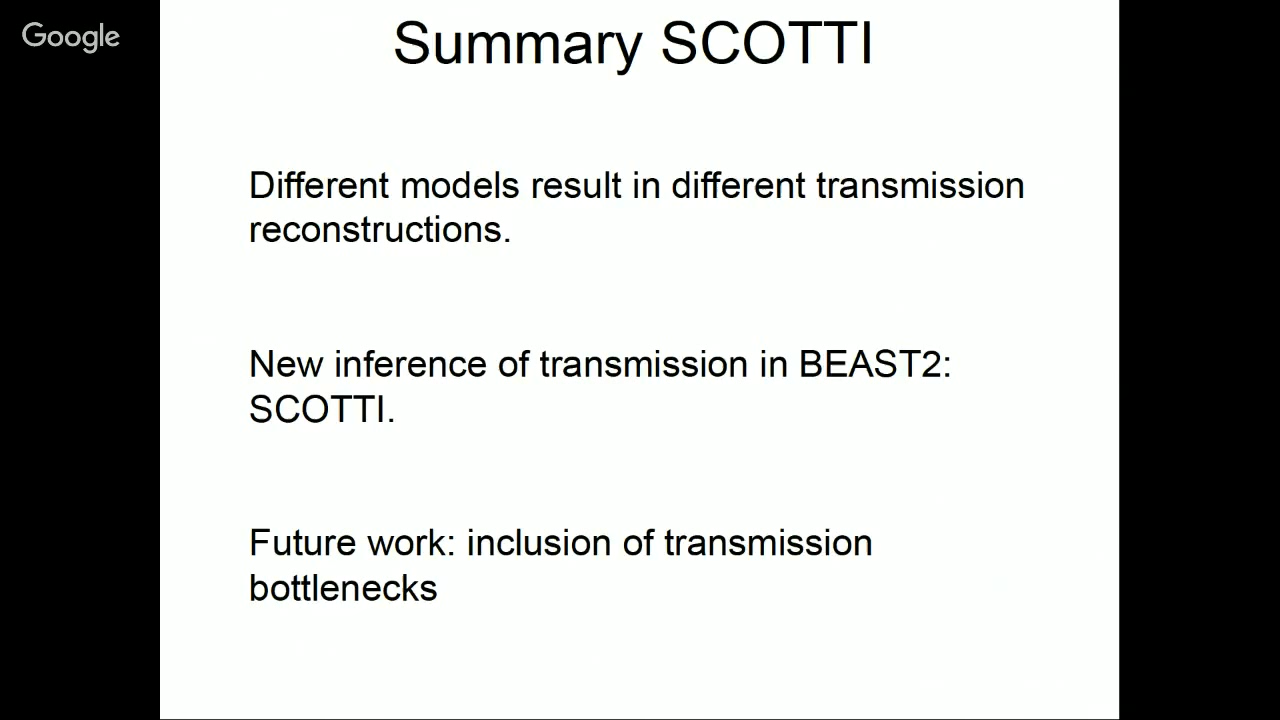 Google
Summary SCOTTI
Different models result in different transmission
reconstructions.
New inference of transmission in BEAST2:
SCOTTI.
Future work: inclusion of transmission
bottlenecks